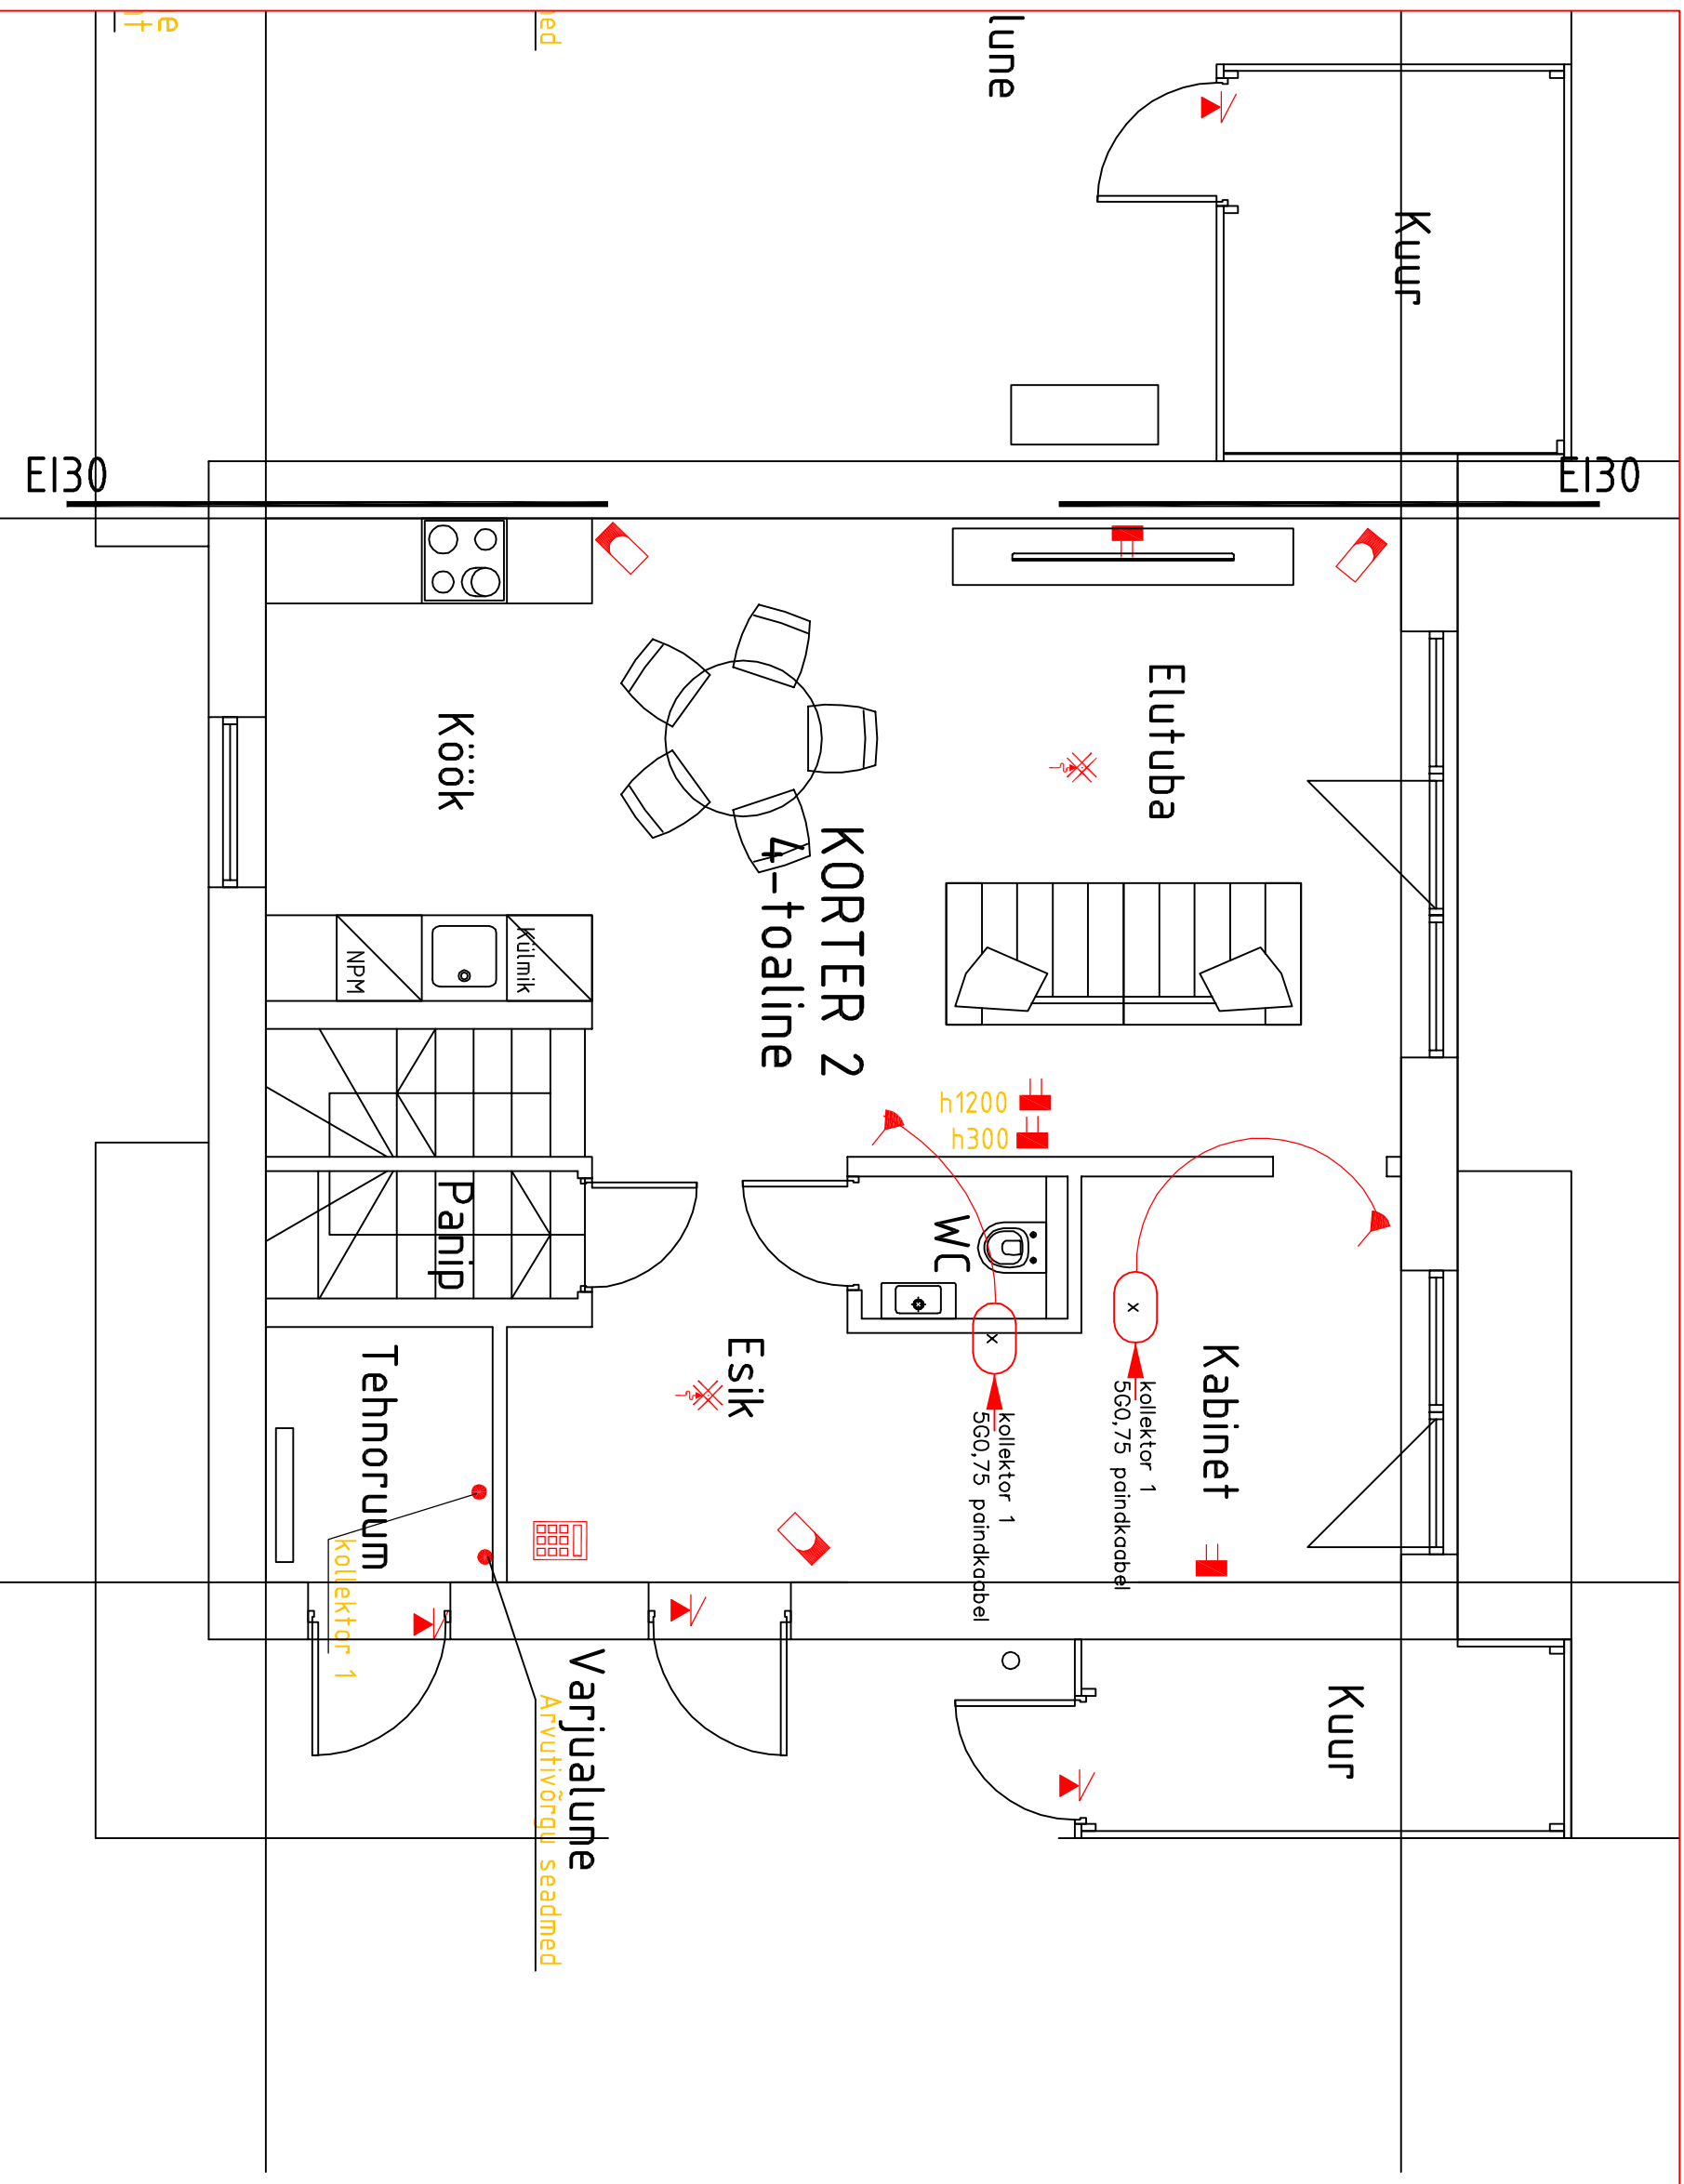 lune
Kuur
EI30
EI30
Elutuba
Köök
KORTER 2
4-toaline
Külmik
NPM
h1200
h300
Panip
WC
Esik
Kabinet
kollektor 1
5G0,75 paindkaabel
kollektor 1
5G0,75 paindkaabel
x
x
Tehnoruum
kollektor 1
Varjualune
Arvutivõrgu seadmed
Kuur
ed